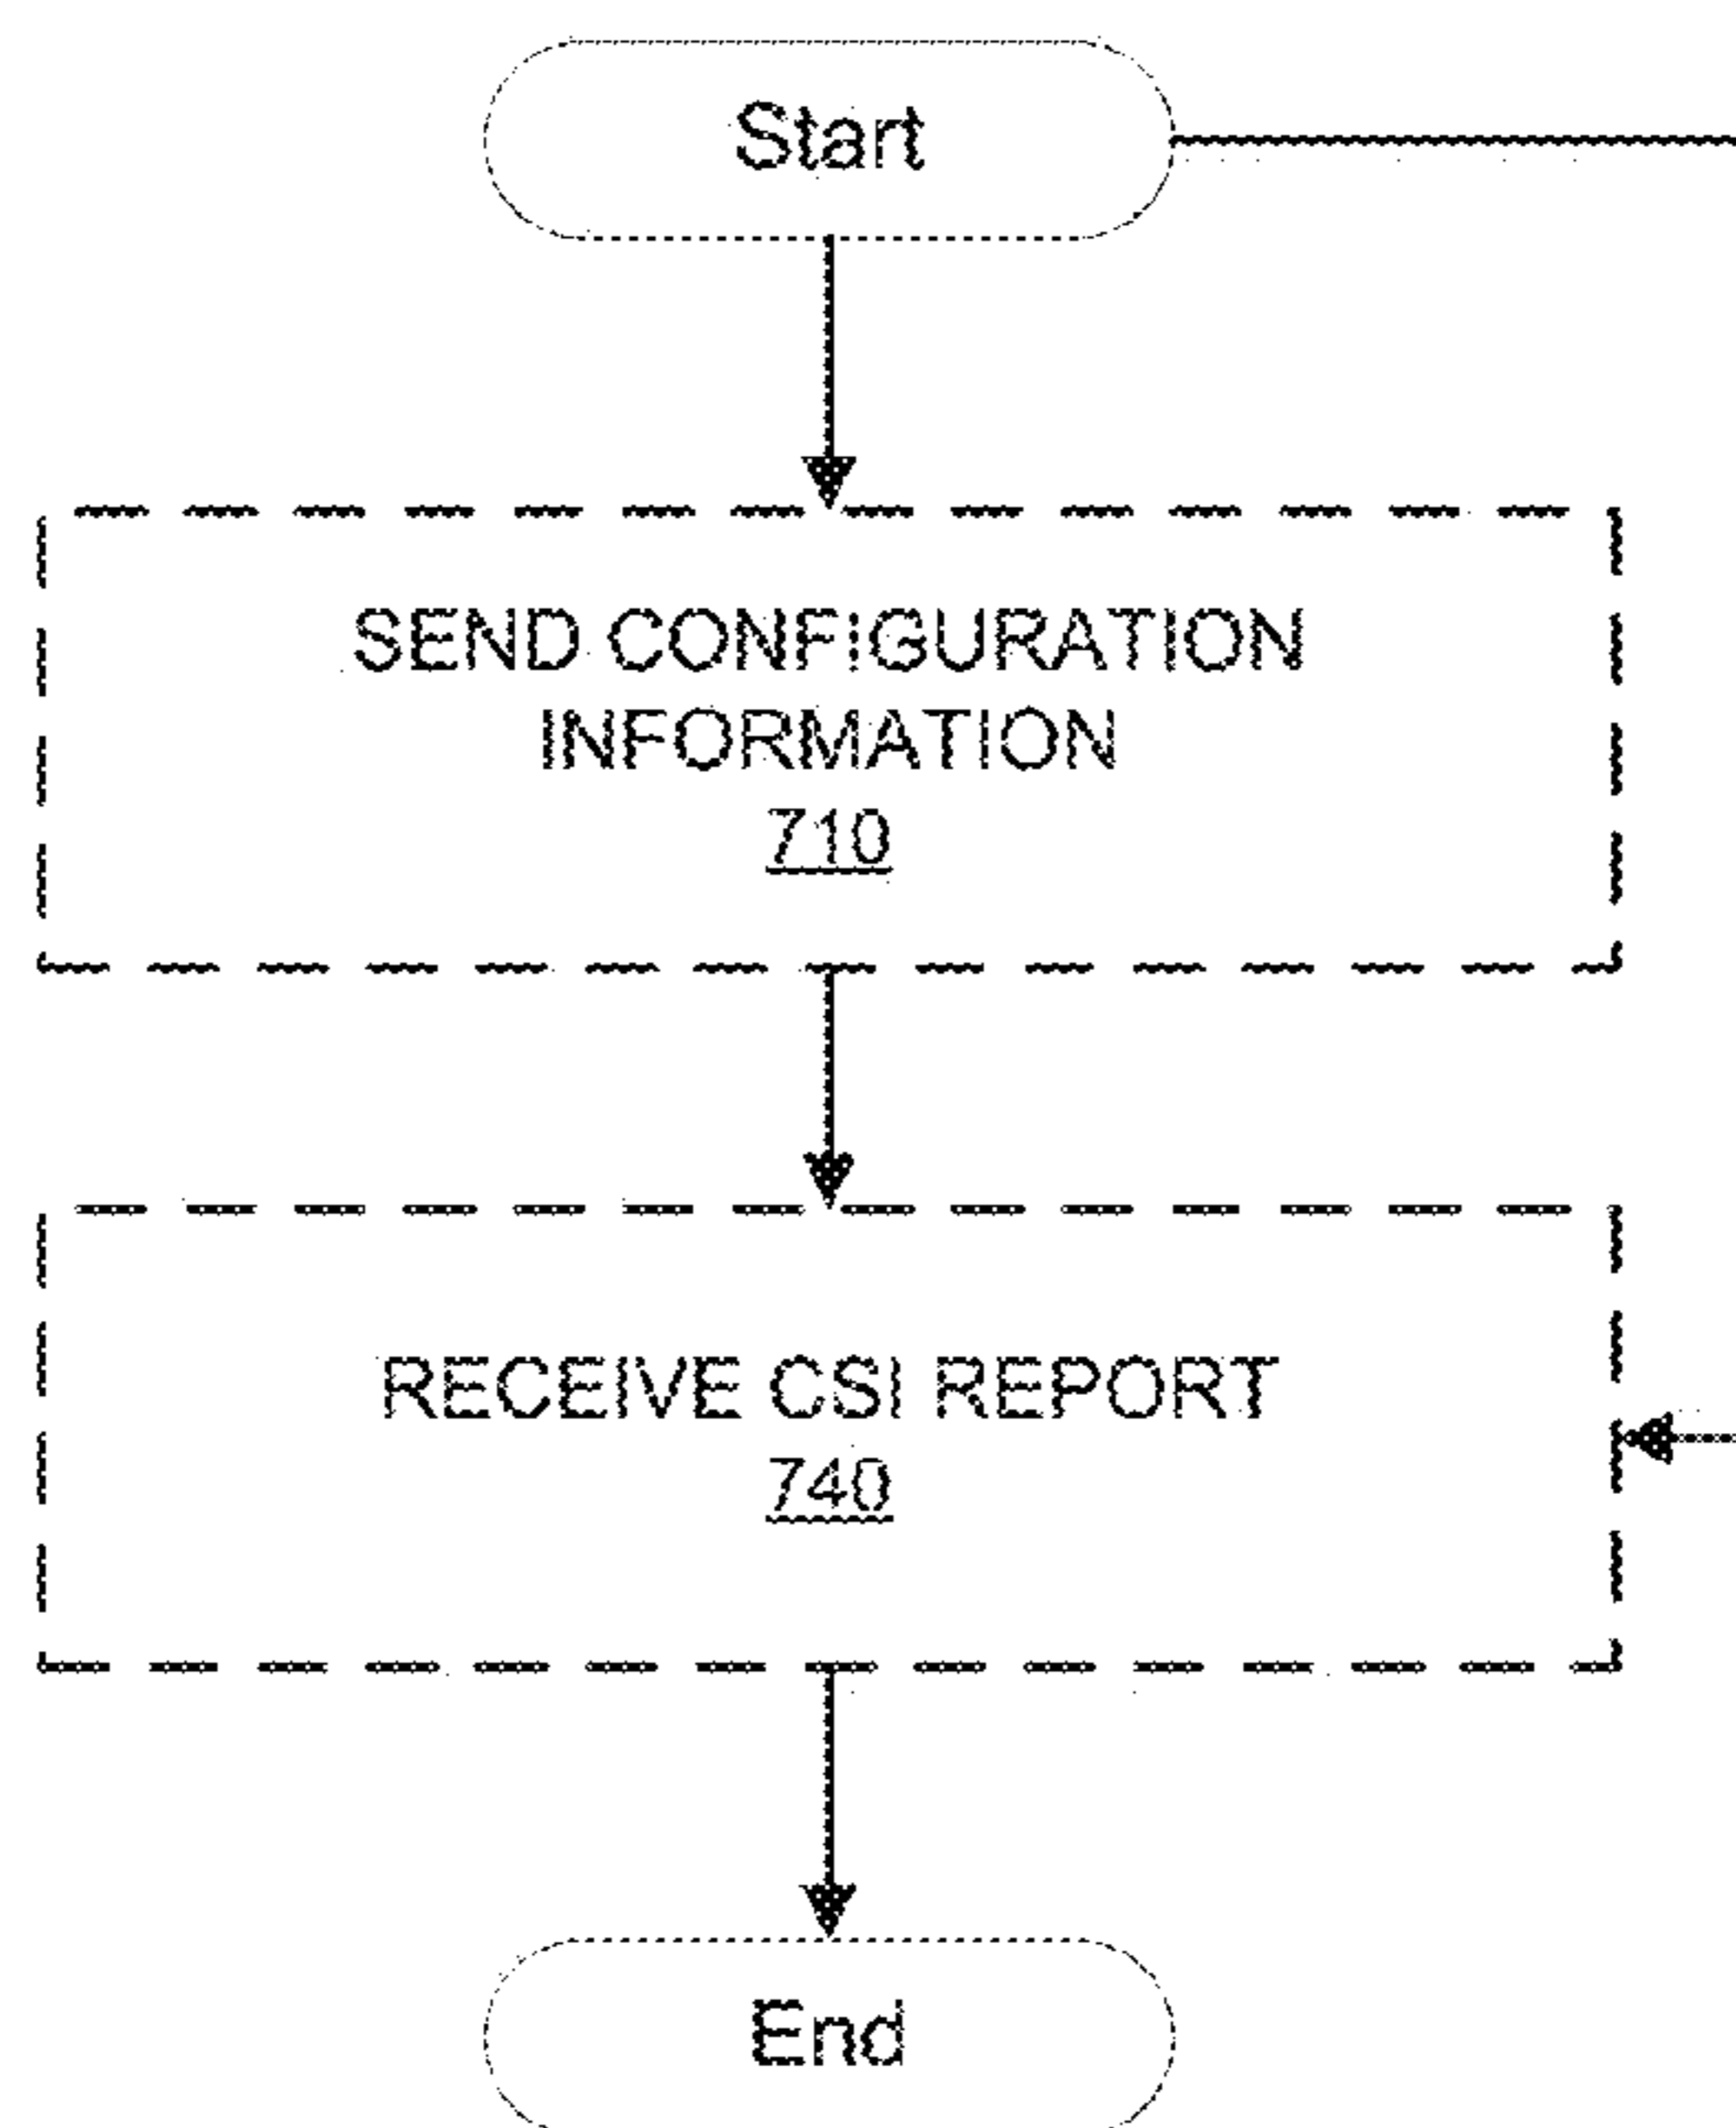 Start
SEND CONFIGURATION
INFORMATION
710
RECEIVE CSI REPORT
740
End